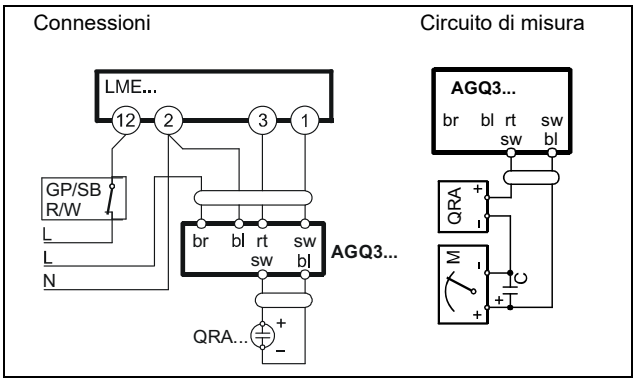 Connessioni
Circuito di misura
LME...
12 2 3 1
GP/SB
R/W
L
L
N
br bl rt sw
sw bl
AGQ3...
QRA...
+
–
AGQ3...
br bl rt sw
sw bl
QRA
+
-
M
-
+
+
C